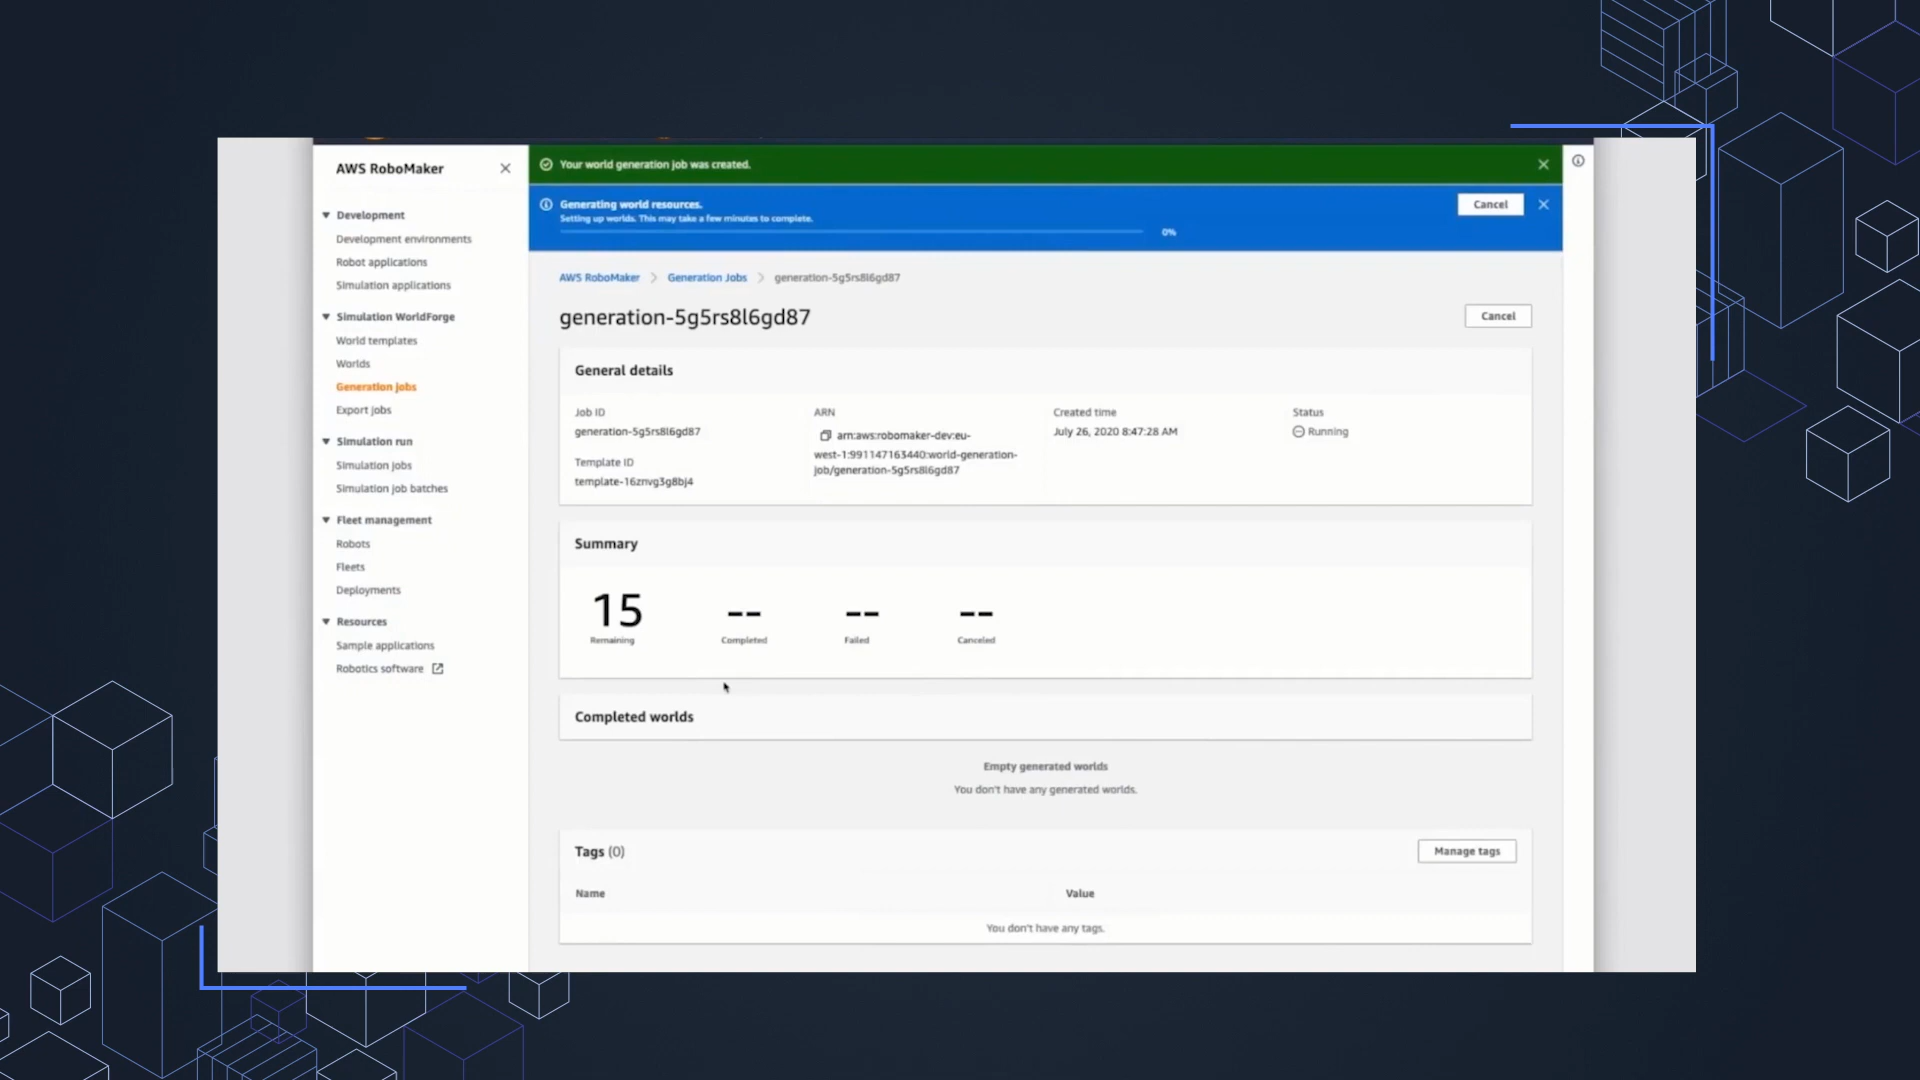 AWS RoboMaker
Development
Development environments
Robot applications
Simulation applications
Simulation WorldForge
World templates
Worlds
Generation jobs
Export jobs
Simulation run
Simulation jobs
Simulation job batches
Fleet management
Robots
Fleets
Deployments
Resources
Sample applications
Robotics software
Your world generation job was created.
Generating world resources.
Cancel
Setting up worlds. This may take a few minutes to complete.
0%
AWS RoboMaker > Generation Jobs > generation-5g5rs8l6gd87
generation-5g5rs8l6gd87
Cancel
General details
Job ID
generation-5g5rs8l6gd87
Template ID
template-16znvg3g8bj4
ARN
arn:aws:robomaker-dev:eu-
west-1:991147163440:world-generation-
job/generation-5g5rs8l6gd87
Created time
July 26, 2020 8:47:28 AM
Status
Running
Summary
15 -- -- --
Remaining Completed Failed Canceled
Completed worlds
Empty generated worlds
You don't have any generated worlds.
Tags (0)
Manage tags
Name Value
You don't have any tags.